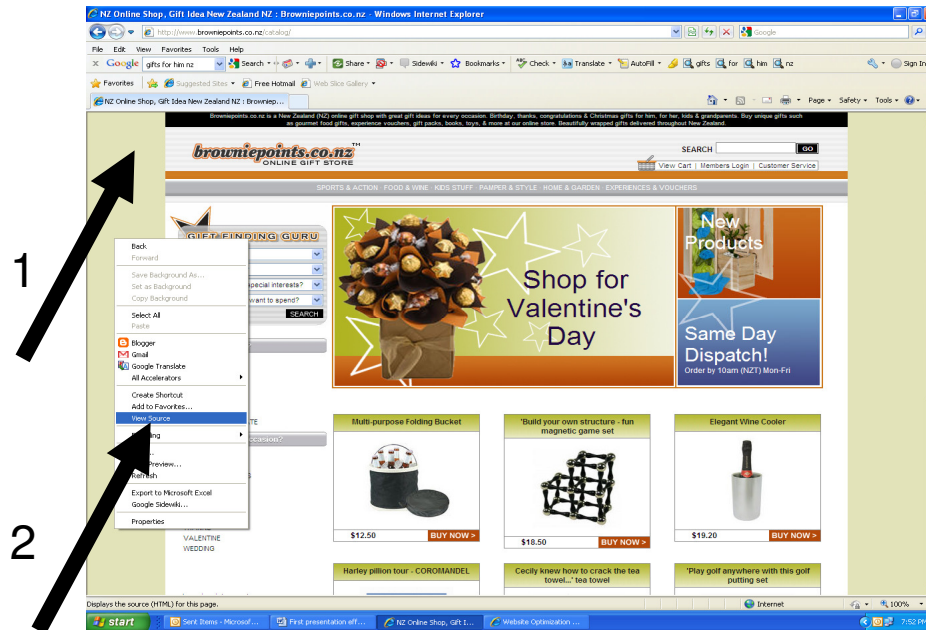 NZ Online Shop, Gift Idea New Zealand NZ : Browniepoints.co.nz - Windows Internet Explorer
http://www.browniepoints.co.nz/catalog/
Google
File Edit View Favorites Tools Help
x Google gifts for him nz Search Share Sidewiki Bookmarks Check Translate AutoFill gifts for him nz Sign In
Favorites Suggested Sites Free Hotmail Web Slice Gallery
NZ Online Shop, Gift Idea New Zealand NZ : Browniep...
Page Safety Tools
Browniepoints.co.nz is a New Zealand (NZ) online gift shop with great gift ideas for every occasion. Birthday, thanks, congratulations & Christmas gifts for him, for her, kids & grandparents. Buy unique gifts such
as gourmet food gifts, experience vouchers, gift packs, books, toys, & more at our online store. Beautifully wrapped gifts delivered throughout New Zealand.
browniepoints.co.nz™
ONLINE GIFT STORE
SEARCH GO
View Cart | Members Login | Customer Service
SPORTS & ACTION · FOOD & WINE · KIDS STUFF · PAMPER & STYLE · HOME & GARDEN · EXPERIENCES & VOUCHERS
GIFT FINDING GURU
special interests?
want to spend?
SEARCH
Shop for
Valentine's
Day
New
Products
Same Day
Dispatch!
Order by 10am (NZT) Mon-Fri
1
Back
Forward
Save Background As...
Set as Background
Copy Background
Select All
Paste
Blogger
Gmail
Google Translate
All Accelerators
Create Shortcut
Add to Favorites...
View Source
Preview...
Refresh
Export to Microsoft Excel
Google Sidewiki...
Properties
2
VALENTINE
WEDDING
Multi-purpose Folding Bucket
$12.50 BUY NOW >
'Build your own structure - fun
magnetic game set
$18.50 BUY NOW >
Elegant Wine Cooler
$19.20 BUY NOW >
Harley pillion tour - COROMANDEL
Cecily knew how to crack the tea
towel...' tea towel
'Play golf anywhere with this golf
putting set
Displays the source (HTML) for this page.
Internet 100%
start Sent Items - Microsof... First presentation eff... NZ Online Shop, Gift I... Website Optimization ... 7:52 PM